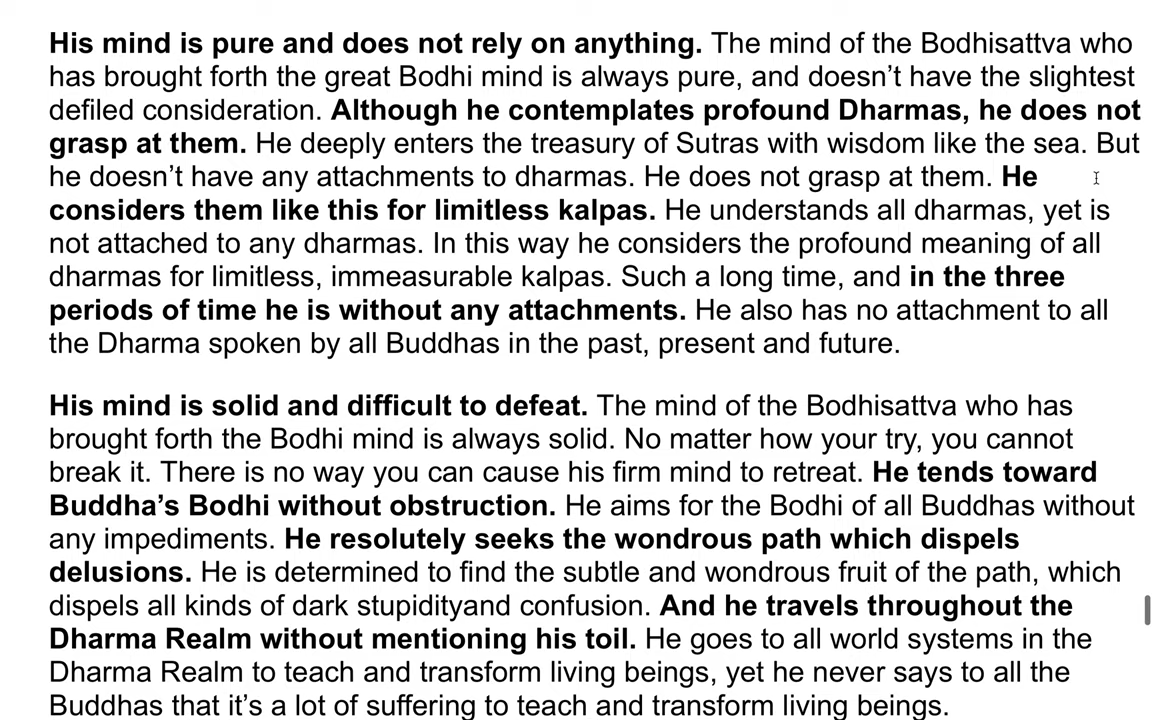 His mind is pure and does not rely on anything. The mind of the Bodhisattva who
has brought forth the great Bodhi mind is always pure, and doesn’t have the slightest
defiled consideration. Although he contemplates profound Dharmas, he does not
grasp at them. He deeply enters the treasury of Sutras with wisdom like the sea. But
he doesn’t have any attachments to dharmas. He does not grasp at them. He
considers them like this for limitless kalpas. He understands all dharmas, yet is
not attached to any dharmas. In this way he considers the profound meaning of all
dharmas for limitless, immeasurable kalpas. Such a long time, and in the three
periods of time he is without any attachments. He also has no attachment to all
the Dharma spoken by all Buddhas in the past, present and future.
His mind is solid and difficult to defeat. The mind of the Bodhisattva who has
brought forth the Bodhi mind is always solid. No matter how your try, you cannot
break it. There is no way you can cause his firm mind to retreat. He tends toward
Buddha’s Bodhi without obstruction. He aims for the Bodhi of all Buddhas without
any impediments. He resolutely seeks the wondrous path which dispels
delusions. He is determined to find the subtle and wondrous fruit of the path, which
dispels all kinds of dark stupidityand confusion. And he travels throughout the
Dharma Realm without mentioning his toil. He goes to all world systems in the
Dharma Realm to teach and transform living beings, yet he never says to all the
Buddhas that it’s a lot of suffering to teach and transform living beings.